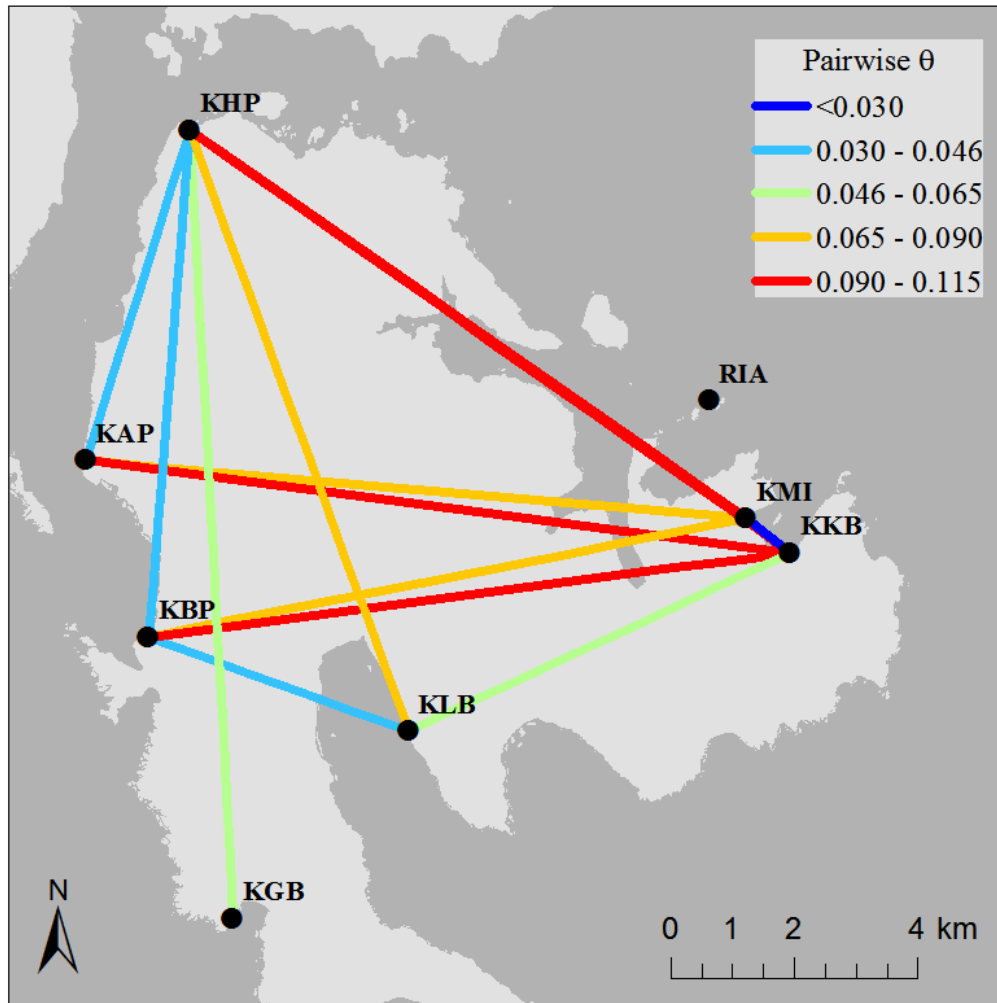 KHP
Pairwise θ
<0.030
0.030 - 0.046
0.046 - 0.065
0.065 - 0.090
0.090 - 0.115
RIA
KAP
KMI
KKB
KBP
KLB
KGB
N
0 1 2 4 km